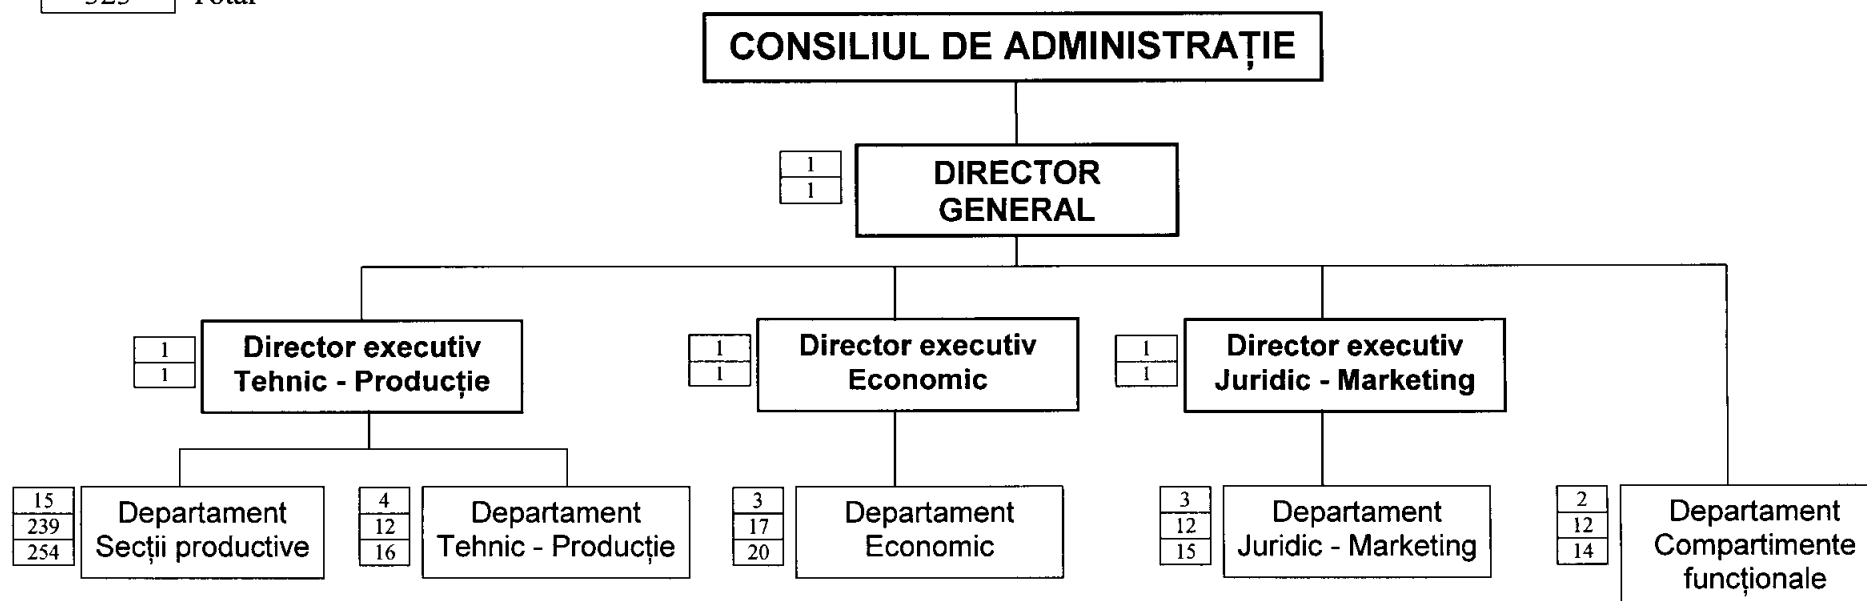 Total
CONSILIUL DE ADMINISTRAȚIE
1
1
DIRECTOR
GENERAL
1
1
Director executiv
Tehnic - Producție
1
1
Director executiv
Economic
1
1
Director executiv
Juridic - Marketing
15
239
254
Departament
Secții productive
4
12
16
Departament
Tehnic - Producție
3
17
20
Departament
Economic
3
12
15
Departament
Juridic - Marketing
2
12
14
Departament
Compartimente
funcționale